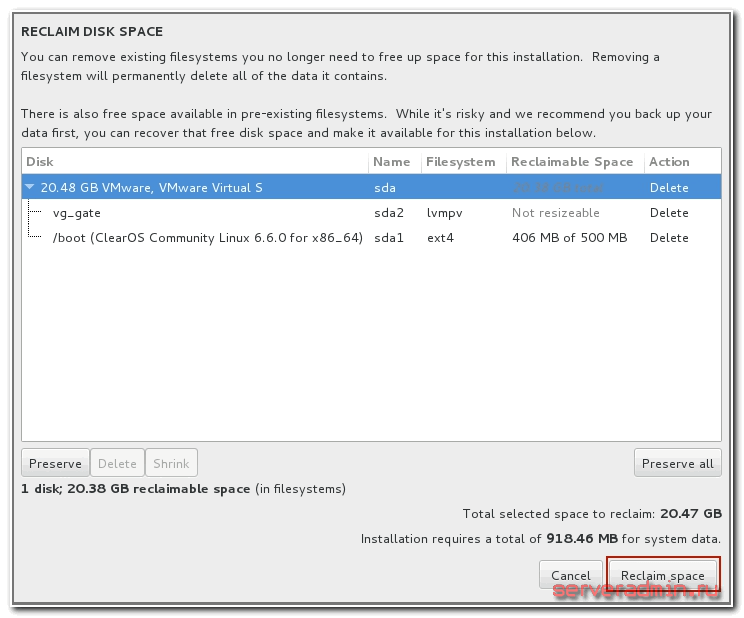 RECLAIM DISK SPACE
You can remove existing filesystems you no longer need to free up space for this installation. Removing a
filesystem will permanently delete all of the data it contains.
There is also free space available in pre-existing filesystems. While it's risky and we recommend you back up your
data first, you can recover that free disk space and make it available for this installation below.
Disk Name Filesystem Reclaimable Space Action
20.48 GB VMware, VMware Virtual S sda Delete
vg_gate sda2 lvmpv Not resizeable Delete
/boot (ClearOS Community Linux 6.6.0 for x86_64) sda1 ext4 406 MB of 500 MB Delete
Preserve Delete Shrink Preserve all
1 disk; 20.38 GB reclaimable space (in filesystems)
Total selected space to reclaim: 20.47 GB
Installation requires a total of 918.46 MB for system data.
Cancel Reclaim space
serveradmin.ru